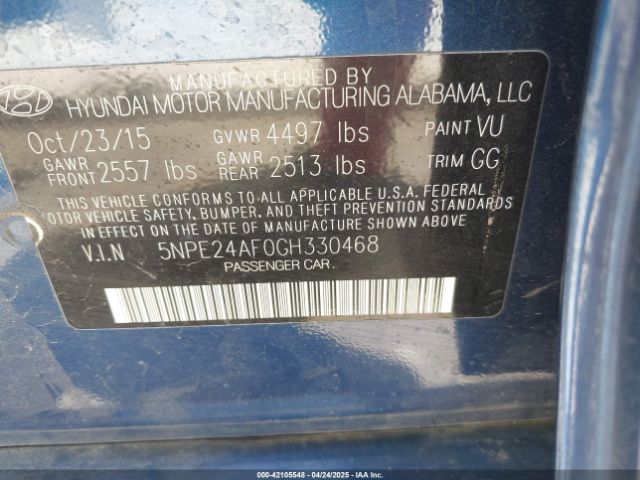 MANUFACTURED BY
HYUNDAI MOTOR MANUFACTURING ALABAMA, LLC
Oct/23/15 GVWR 4497 lbs PAINT VU
GAWR FRONT 2557 lbs GAWR REAR 2513 lbs TRIM GG
THIS VEHICLE CONFORMS TO ALL APPLICABLE U.S.A. FEDERAL
MOTOR VEHICLE SAFETY, BUMPER, AND THEFT PREVENTION STANDARDS
IN EFFECT ON THE DATE OF MANUFACTURE SHOWN ABOVE.
V.I.N 5NPE24AF0GH330468
PASSENGER CAR.
000-42105548 - 04/24/2025 - IAA Inc.